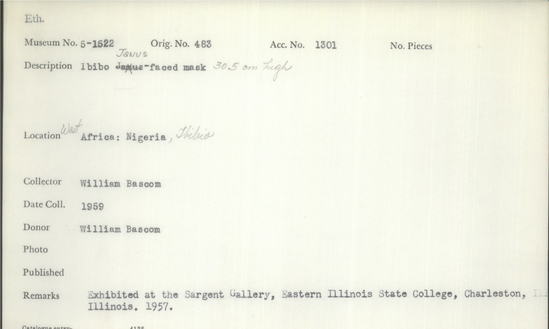 Eth.
Museum No. 5-1522 Orig. No. 483 Acc. No. 1301 No. Pieces
Janus
Description Ibibo Janus-faced mask 30.5 cm high
Location West Africa: Nigeria, Ibibio
Collector William Bascom
Date Coll. 1959
Donor William Bascom
Photo
Published
Remarks Exhibited at the Sargent Gallery, Eastern Illinois State College, Charleston,
Illinois. 1957.